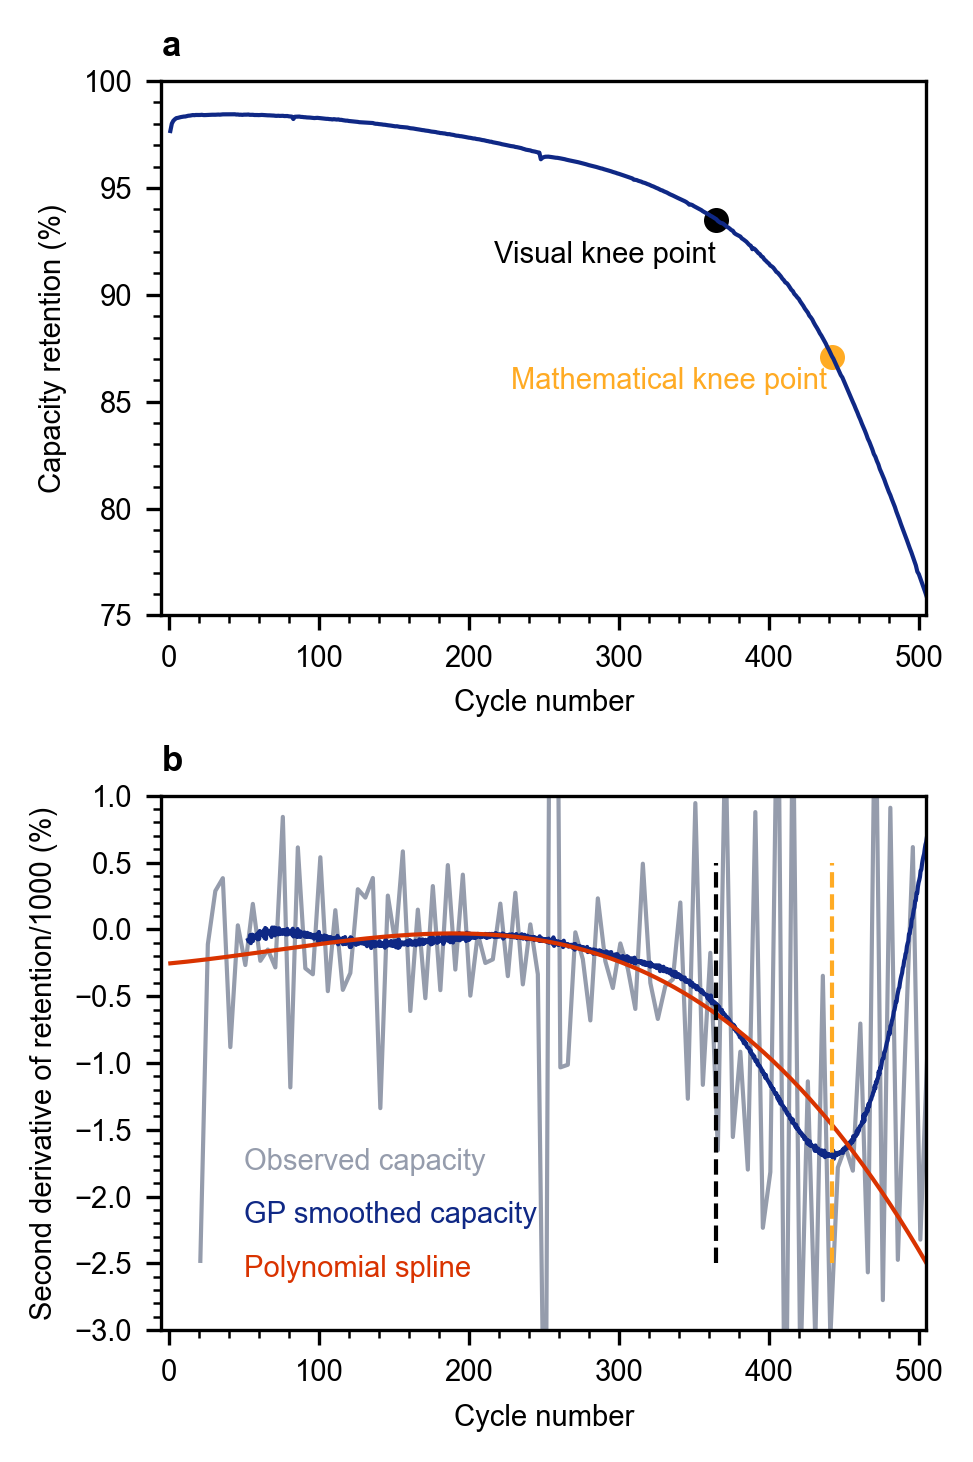 a
100
95
90
85
80
75
Capacity retention (%)
Visual knee point
Mathematical knee point
0 100 200 300 400 500
Cycle number
b
1.0
0.5
0.0
−0.5
−1.0
−1.5
−2.0
−2.5
−3.0
Second derivative of retention/1000 (%)
Observed capacity
GP smoothed capacity
Polynomial spline
0 100 200 300 400 500
Cycle number